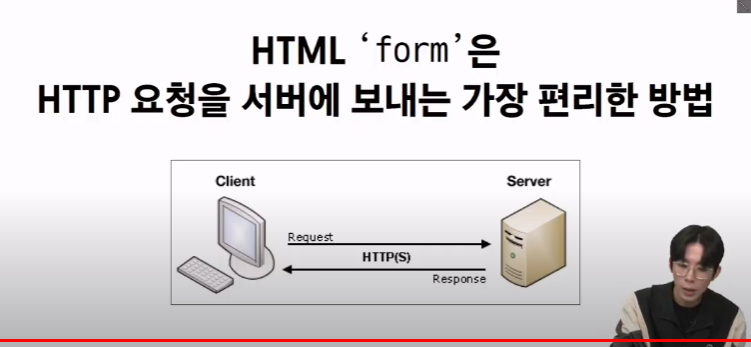 HTML ‘form’은
HTTP 요청을 서버에 보내는 가장 편리한 방법
Client
Server
Request
HTTP(S)
Response